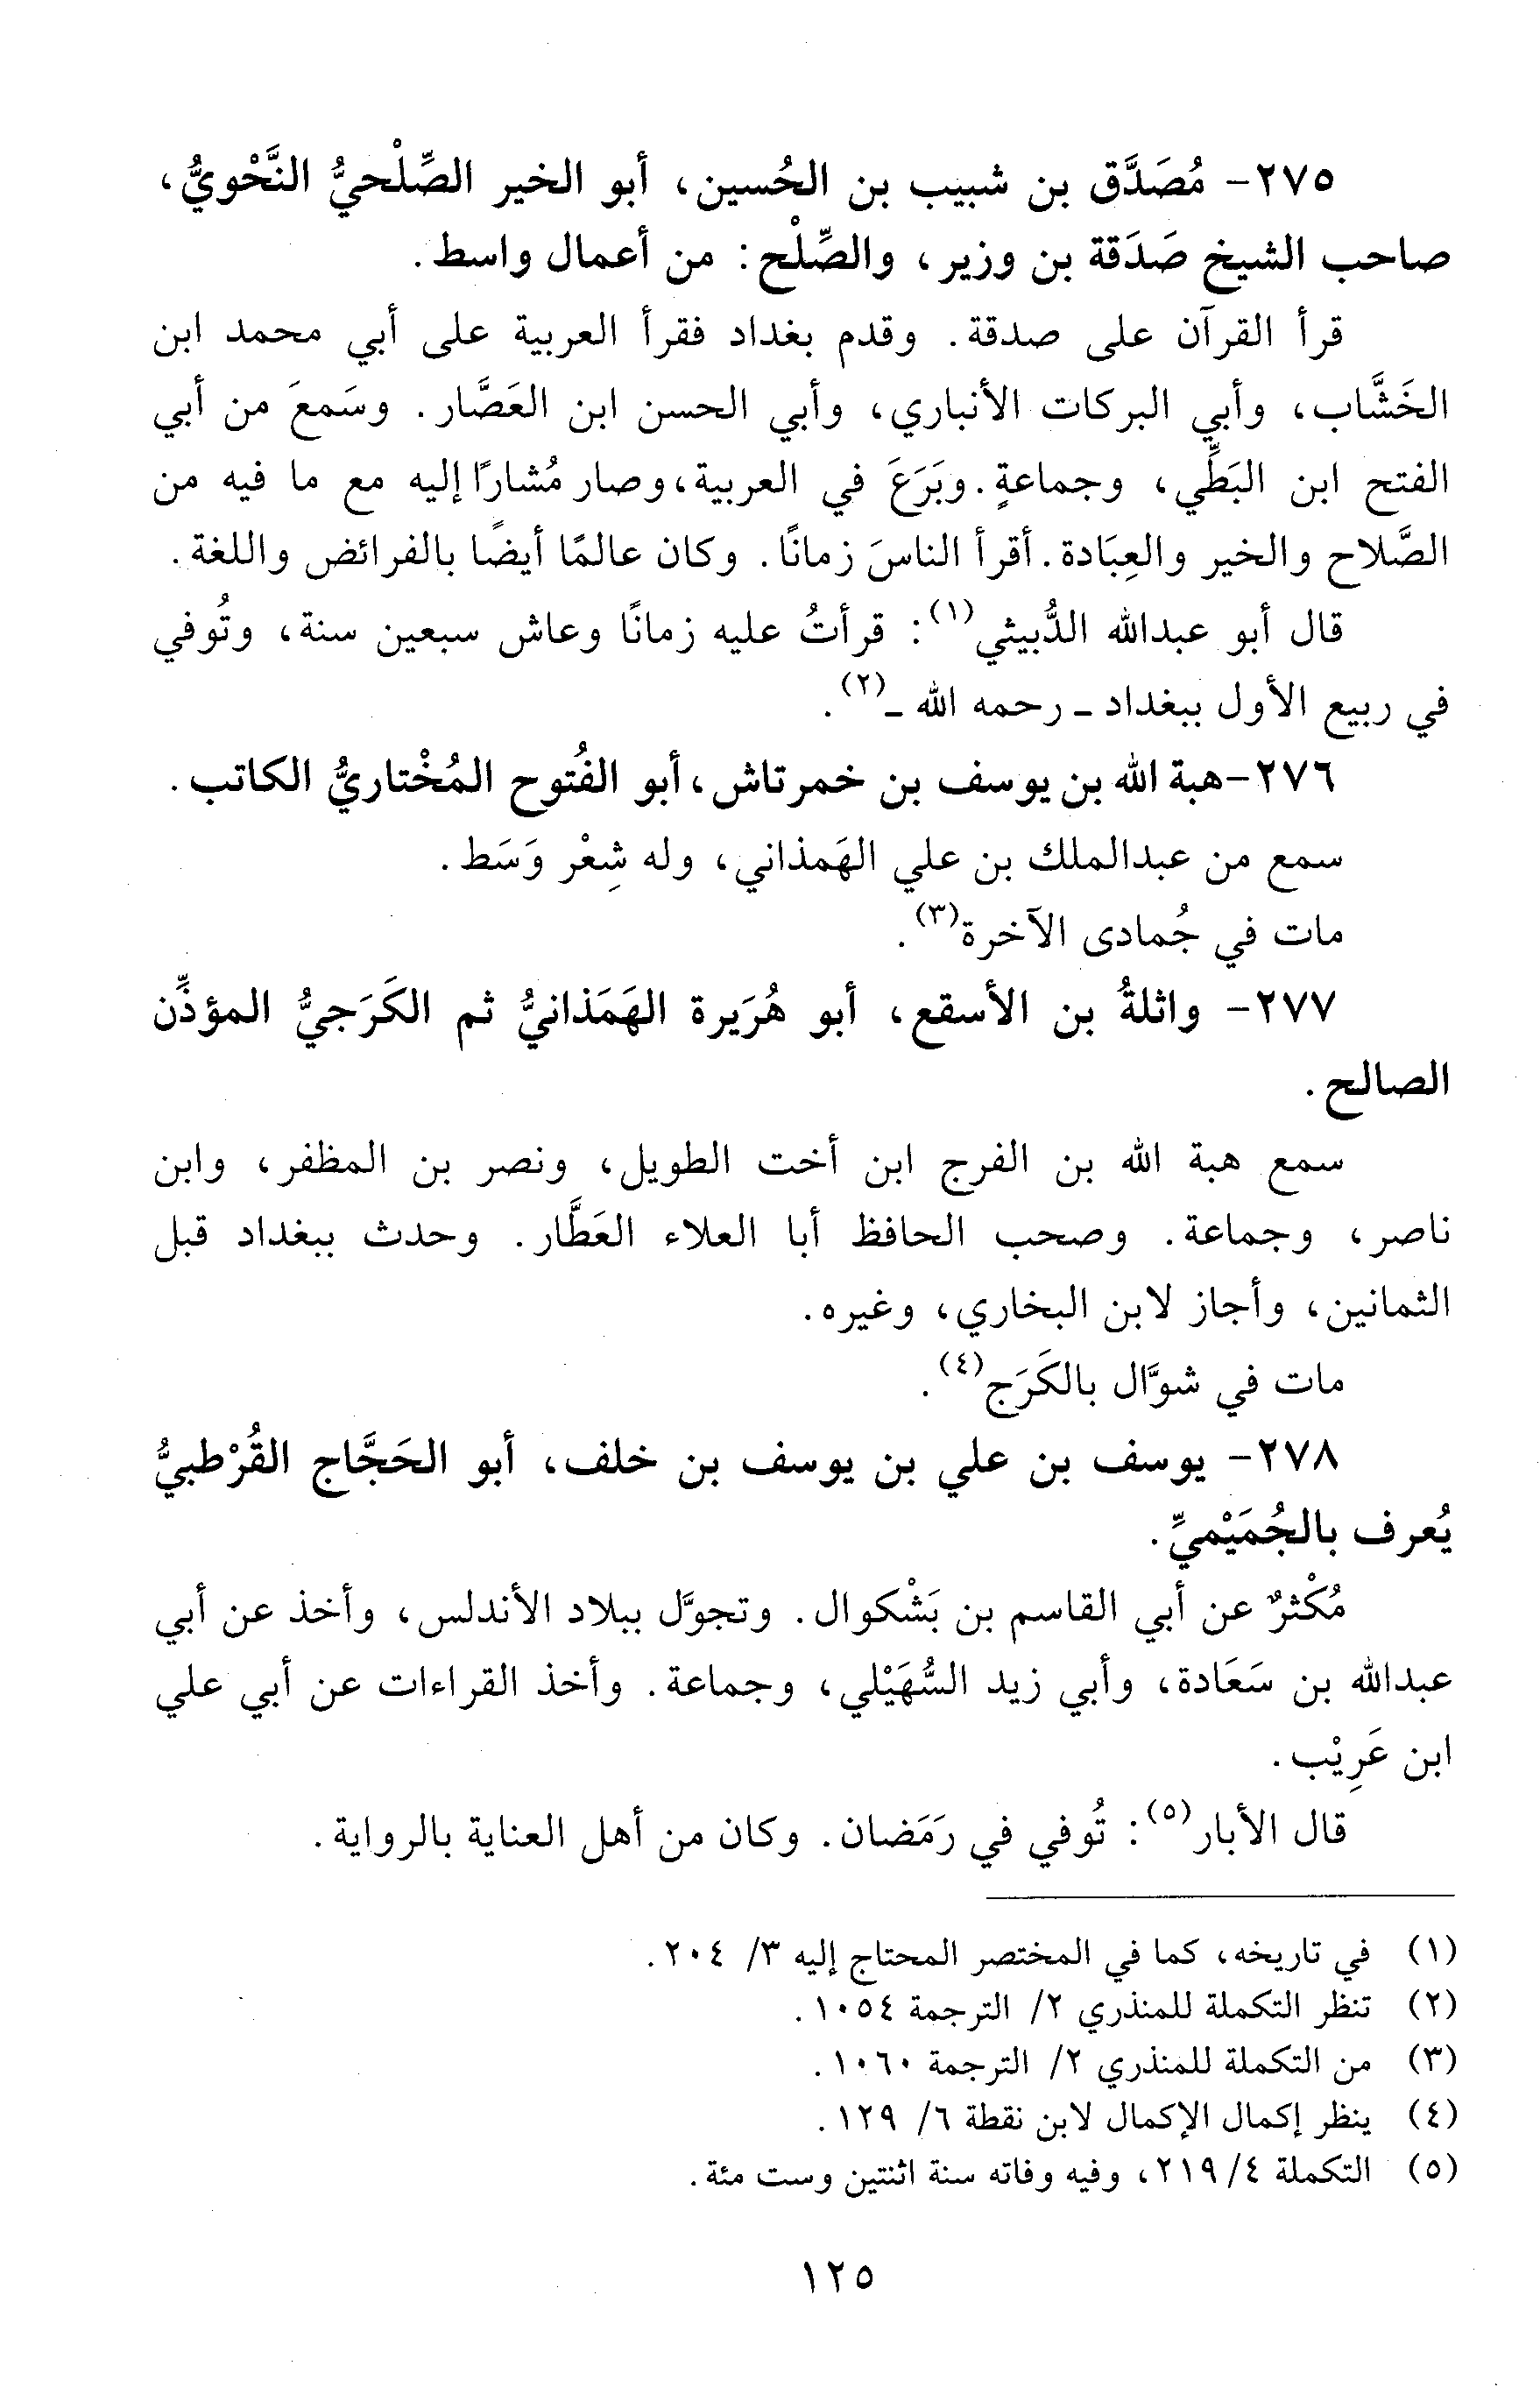 ٢٧٥- مُصَدَّق بن شبيب بن الحُسين، أبو الخير الصِّلْحيُّ النَّحْويُّ،
صاحب الشيخ صَدَقة بن وزير، والصِّلْح: من أعمال واسط.
قرأ القرآن على صدقة. وقدم بغداد فقرأ العربية على أبي محمد ابن
الخَشَّاب، وأبي البركات الأنباري، وأبي الحسن ابن العَصَّار. وسَمعَ من أبي
الفتح ابن البَطِّي، وجماعةٍ. وبَرَعَ في العربية، وصار مُشارًا إليه مع ما فيه من
الصَّلاح والخير والعِبَادة. أقرأ الناسَ زمانًا. وكان عالمًا أيضًا بالفرائض واللغة.
قال أبو عبدالله الدُّبيثي(١): قرأتُ عليه زمانًا وعاش سبعين سنة، وتُوفي
في ربيع الأول ببغداد ـ رحمه الله ـ(٢).
٢٧٦-هبة الله بن يوسف بن خمرتاش، أبو الفُتوح المُخْتاريُّ الكاتب.
سمع من عبدالملك بن علي الهَمذاني، وله شِعْر وَسَط.
مات في جُمادى الآخرة(٣).
٢٧٧- واثلةُ بن الأسقع، أبو هُرَيرة الهَمَذانيُّ ثم الكَرَجيُّ المؤذِّن
الصالح.
سمع هبة الله بن الفرج ابن أخت الطويل، ونصر بن المظفر، وابن
ناصر، وجماعة. وصحب الحافظ أبا العلاء العَطَّار. وحدث ببغداد قبل
الثمانين، وأجاز لابن البخاري، وغيره.
مات في شوَّال بالكَرَج(٤).
٢٧٨- يوسف بن علي بن يوسف بن خلف، أبو الحَجَّاج القُرْطبيُّ
يُعرف بالجُمَيْميِّ.
مُكْثرٌ عن أبي القاسم بن بَشْكوال. وتجوَّل ببلاد الأندلس، وأخذ عن أبي
عبدالله بن سَعَادة، وأبي زيد السُّهَيْلي، وجماعة. وأخذ القراءات عن أبي علي
ابن عَرِيْب.
قال الأبار(٥): تُوفي في رَمَضان. وكان من أهل العناية بالرواية.
(١) في تاريخه، كما في المختصر المحتاج إليه ٣/ ٢٠٤.
(٢) تنظر التكملة للمنذري ٢/ الترجمة ١٠٥٤.
(٣) من التكملة للمنذري ٢/ الترجمة ١٠٦٠.
(٤) ينظر إكمال الإكمال لابن نقطة ٦/ ١٢٩.
(٥) التكملة ٤/ ٢١٩، وفيه وفاته سنة اثنتين وست مئة.
١٢٥